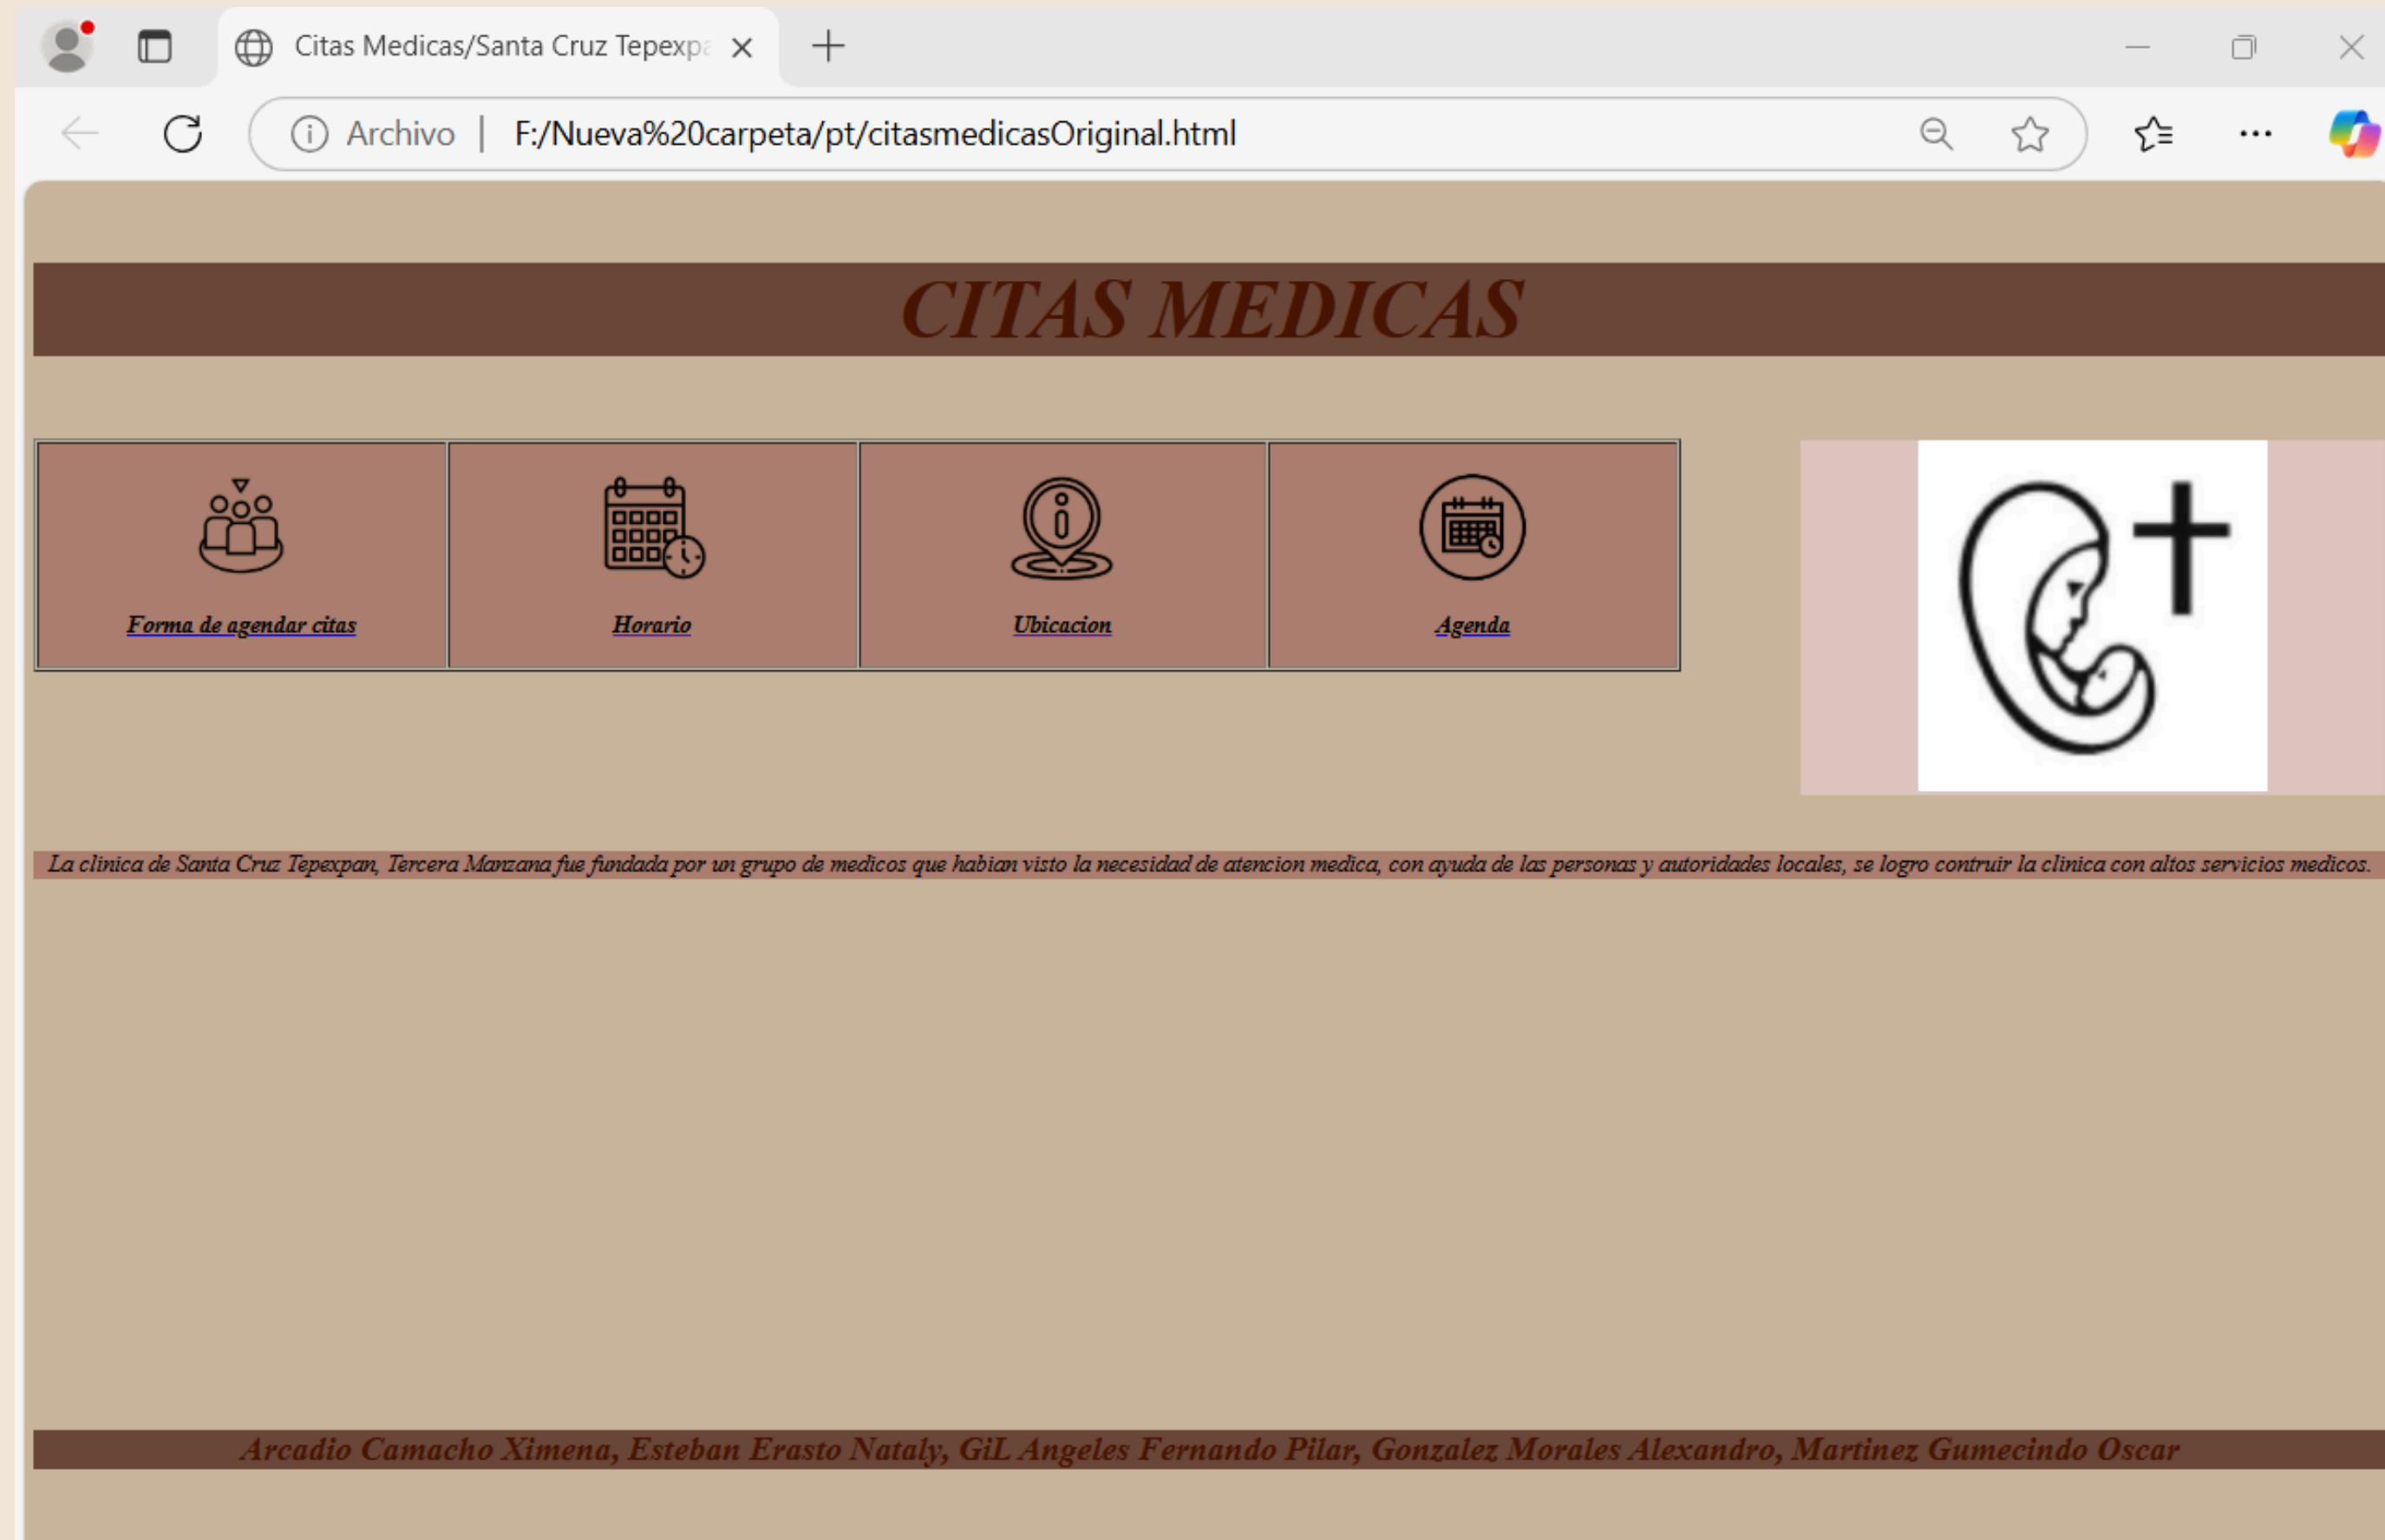 Citas Medicas/Santa Cruz Tepexpa
Archivo | F:/Nueva%20carpeta/pt/citasmedicasOriginal.html
CITAS MEDICAS
Forma de agendar citas
Horario
Ubicacion
Agenda
La clinica de Santa Cruz Tepexpan, Tercera Manzana fue fundada por un grupo de medicos que habian visto la necesidad de atencion medica, con ayuda de las personas y autoridades locales, se logro contruir la clinica con altos servicios medicos.
Arcadio Camacho Ximena, Esteban Erasto Nataly, GiL Angeles Fernando Pilar, Gonzalez Morales Alexandro, Martinez Gumecindo Oscar